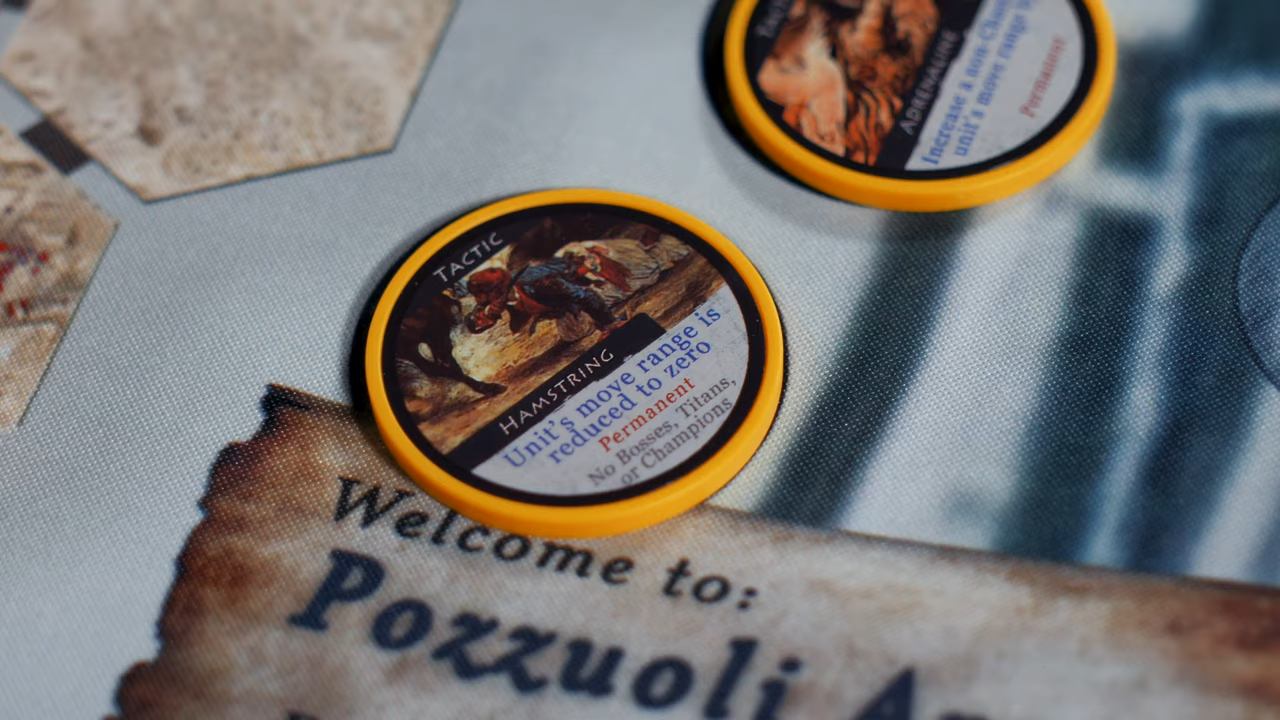 ADRENALINE
Increase a non-Cham
unit's move range
Permanent
TACTIC
HAMSTRING
Unit's move range is
reduced to zero
Permanent
No Bosses, Titans,
or Champions
Welcome to:
Pozzuoli